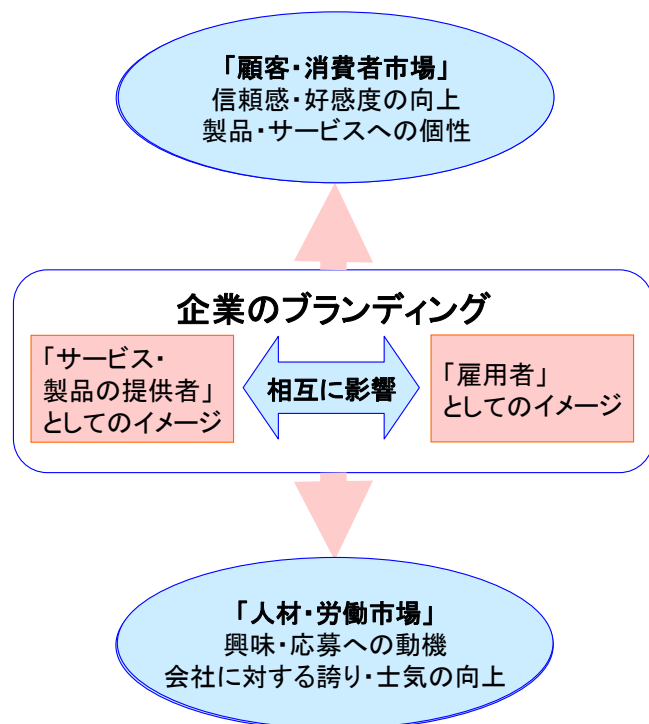 「顧客・消費者市場」
信頼感・好感度の向上
製品・サービスへの個性
企業のブランディング
「サービス・
製品の提供者」
としてのイメージ
相互に影響
「雇用者」
としてのイメージ
「人材・労働市場」
興味・応募への動機
会社に対する誇り・士気の向上